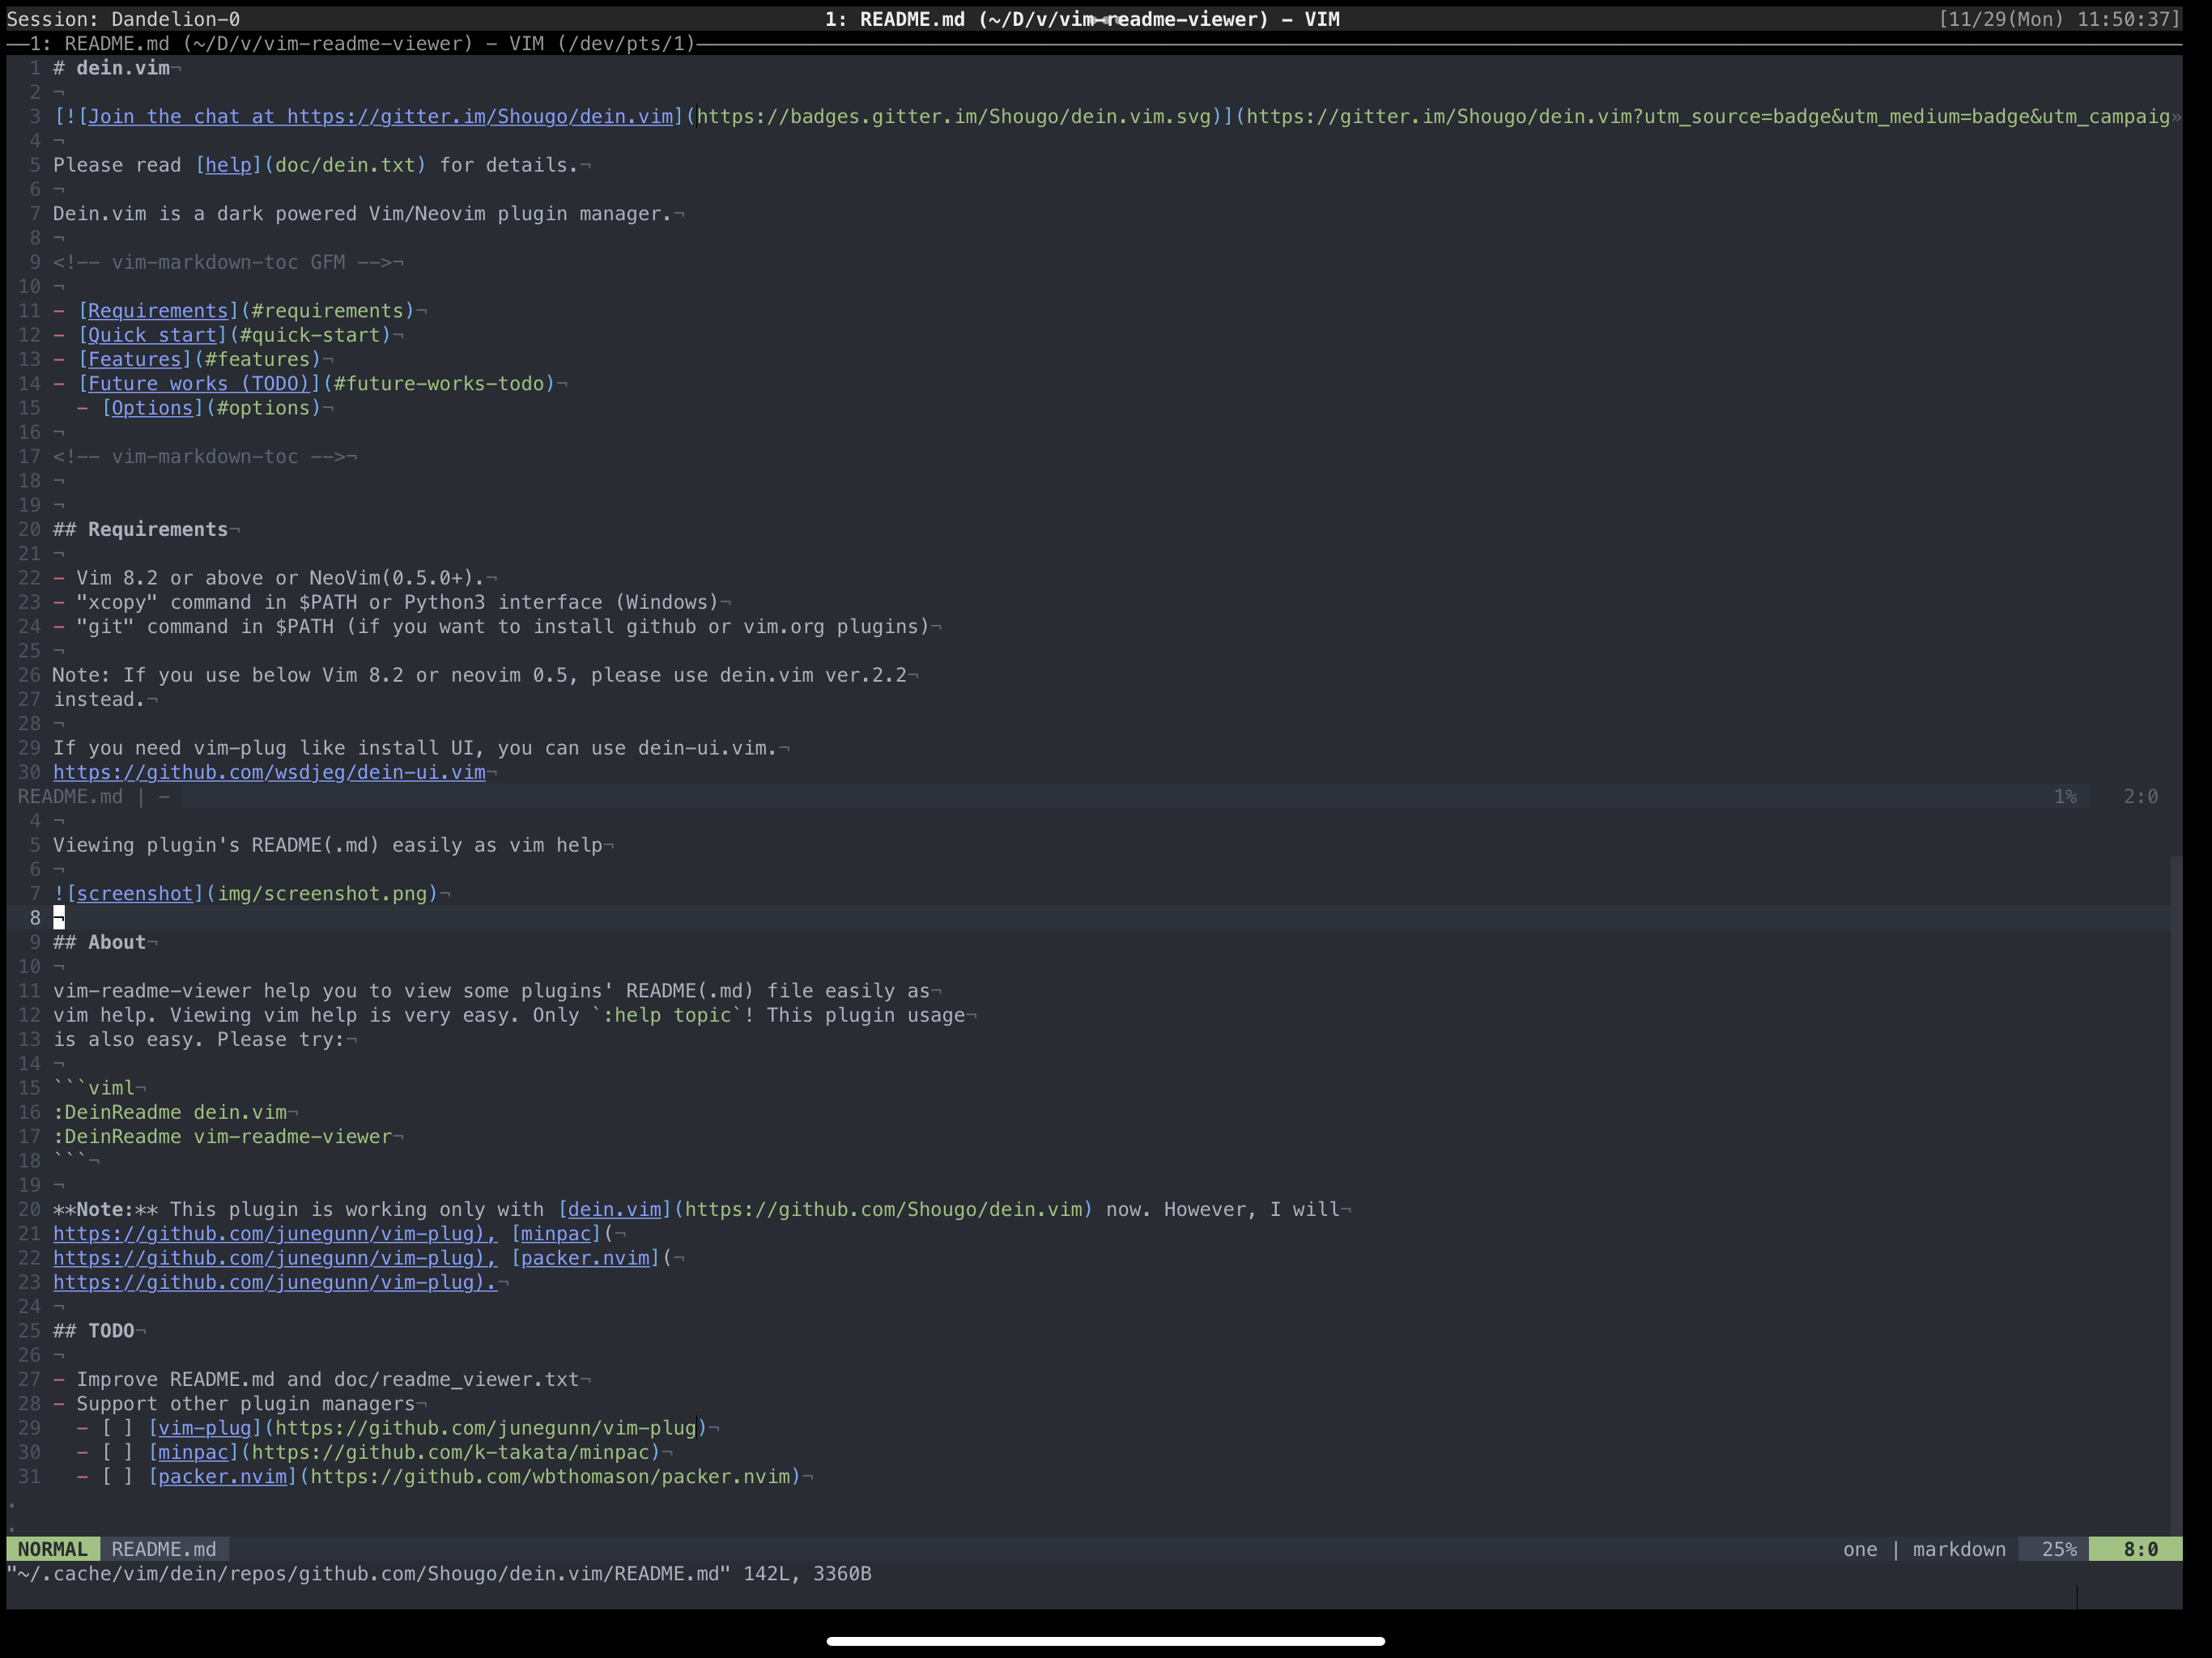 Session: Dandelion-0 1: README.md (~/D/v/vim-readme-viewer) - VIM [11/29(Mon) 11:50:37]
──1: README.md (~/D/v/vim-readme-viewer) - VIM (/dev/pts/1)──
1 # dein.vim¬
2 ¬
3 [![Join the chat at https://gitter.im/Shougo/dein.vim](https://badges.gitter.im/Shougo/dein.vim.svg)](https://gitter.im/Shougo/dein.vim?utm_source=badge&utm_medium=badge&utm_campaig»
4 ¬
5 Please read [help](doc/dein.txt) for details.¬
6 ¬
7 Dein.vim is a dark powered Vim/Neovim plugin manager.¬
8 ¬
9 <!-- vim-markdown-toc GFM -->¬
10 ¬
11 - [Requirements](#requirements)¬
12 - [Quick start](#quick-start)¬
13 - [Features](#features)¬
14 - [Future works (TODO)](#future-works-todo)¬
15   - [Options](#options)¬
16 ¬
17 <!-- vim-markdown-toc -->¬
18 ¬
19 ¬
20 ## Requirements¬
21 ¬
22 - Vim 8.2 or above or NeoVim(0.5.0+).¬
23 - "xcopy" command in $PATH or Python3 interface (Windows)¬
24 - "git" command in $PATH (if you want to install github or vim.org plugins)¬
25 ¬
26 Note: If you use below Vim 8.2 or neovim 0.5, please use dein.vim ver.2.2¬
27 instead.¬
28 ¬
29 If you need vim-plug like install UI, you can use dein-ui.vim.¬
30 https://github.com/wsdjeg/dein-ui.vim¬
README.md | - 1% 2:0
4 ¬
5 Viewing plugin's README(.md) easily as vim help¬
6 ¬
7 ![screenshot](img/screenshot.png)¬
8 ¬
9 ## About¬
10 ¬
11 vim-readme-viewer help you to view some plugins' README(.md) file easily as¬
12 vim help. Viewing vim help is very easy. Only `:help topic`! This plugin usage¬
13 is also easy. Please try:¬
14 ¬
15 ```viml¬
16 :DeinReadme dein.vim¬
17 :DeinReadme vim-readme-viewer¬
18 ```¬
19 ¬
20 **Note:** This plugin is working only with [dein.vim](https://github.com/Shougo/dein.vim) now. However, I will¬
21 https://github.com/junegunn/vim-plug), [minpac](¬
22 https://github.com/junegunn/vim-plug), [packer.nvim](¬
23 https://github.com/junegunn/vim-plug).¬
24 ¬
25 ## TODO¬
26 ¬
27 - Improve README.md and doc/readme_viewer.txt¬
28 - Support other plugin managers¬
29   - [ ] [vim-plug](https://github.com/junegunn/vim-plug)¬
30   - [ ] [minpac](https://github.com/k-takata/minpac)¬
31   - [ ] [packer.nvim](https://github.com/wbthomason/packer.nvim)¬
.
.
NORMAL README.md one | markdown 25% 8:0
"~/.cache/vim/dein/repos/github.com/Shougo/dein.vim/README.md" 142L, 3360B